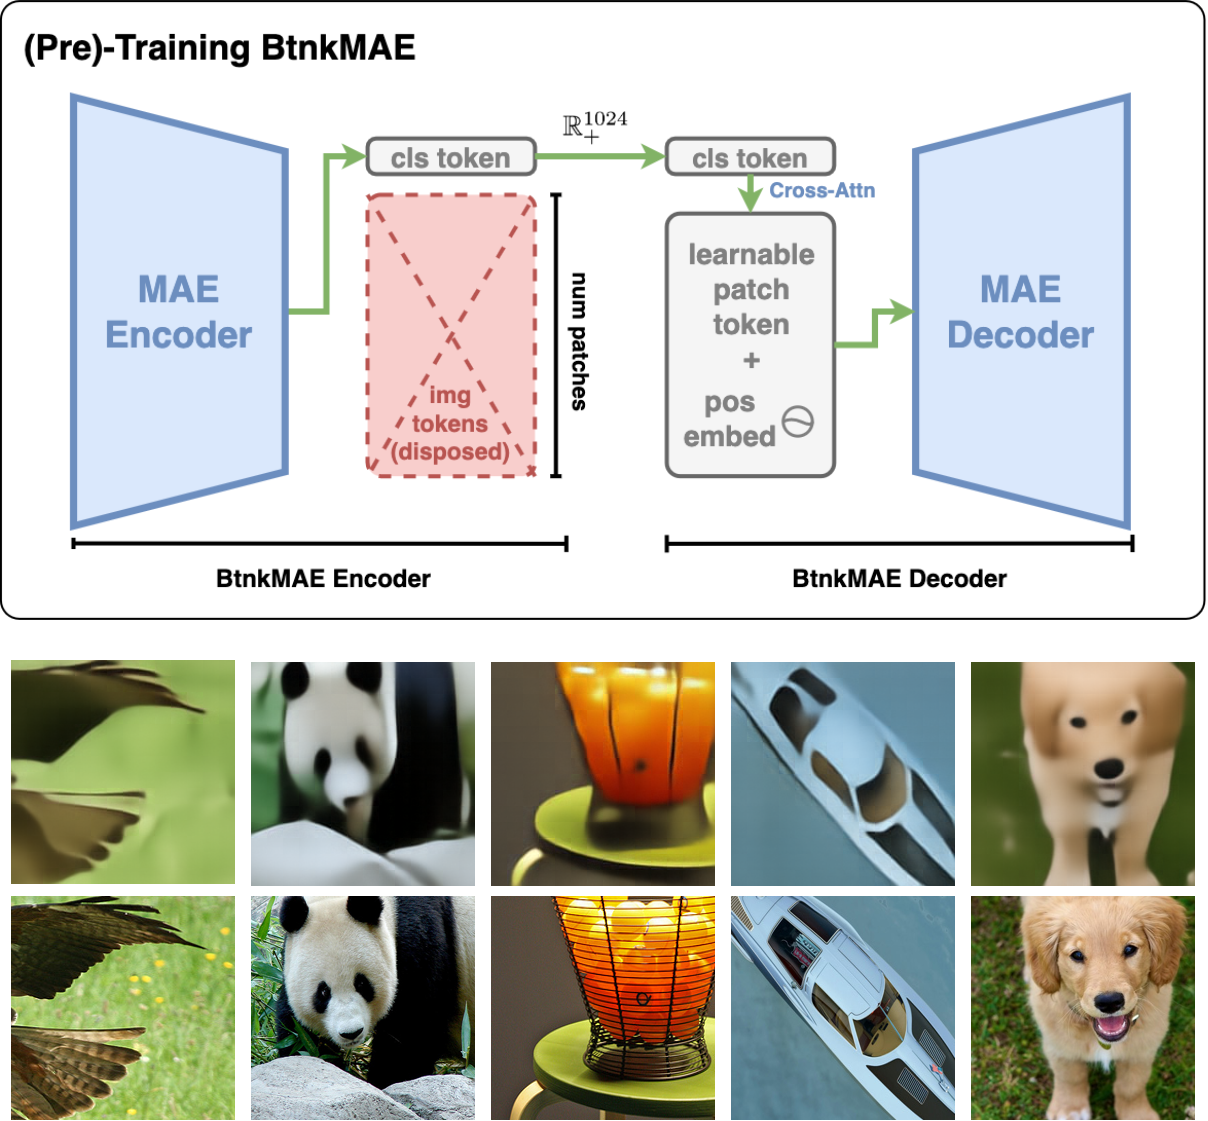 (Pre)-Training BtnkMAE
MAE
Encoder
cls token
img
tokens
(disposed)
num patches
ℝ₊¹⁰²⁴
cls token
Cross-Attn
learnable
patch
token
+
pos
embed
MAE
Decoder
BtnkMAE Encoder
BtnkMAE Decoder